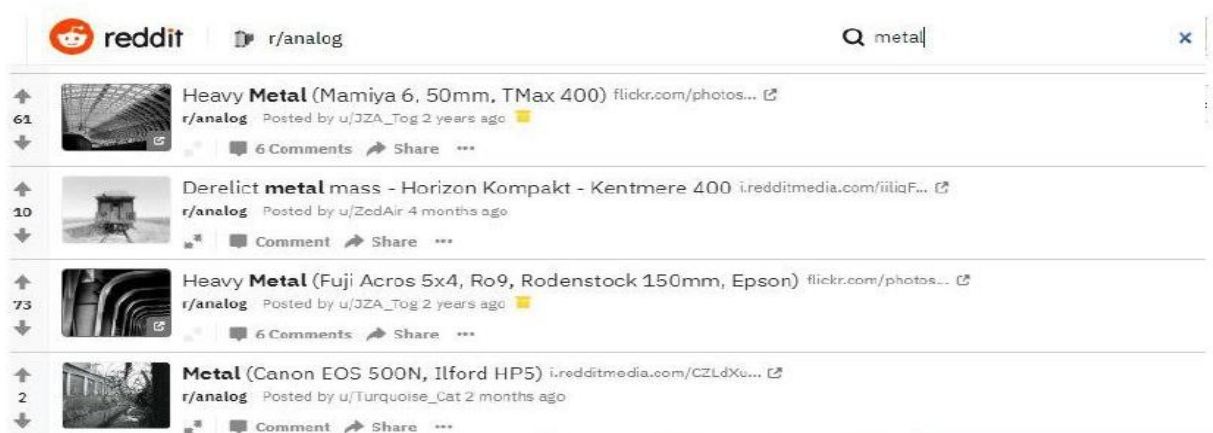 reddit r/analog metal
Heavy Metal (Mamiya 6, 50mm, TMax 400) flickr.com/photos...
61
r/analog Posted by u/JZA_Tog 2 years ago
6 Comments Share
Derelict metal mass - Horizon Kompakt - Kentmere 400
10
r/analog Posted by u/ZedAir 4 months ago
Comment Share
Heavy Metal (Fuji Acros 5x4, Ro9, Rodenstock 150mm, Epson) flickr.com/photos...
73
r/analog Posted by u/JZA_Tog 2 years ago
6 Comments Share
Metal (Canon EOS 500N, Ilford HP5) i.redditmedia.com/CZLdXu...
2
r/analog Posted by u/Turquoise_Cat 2 months ago
Comment Share